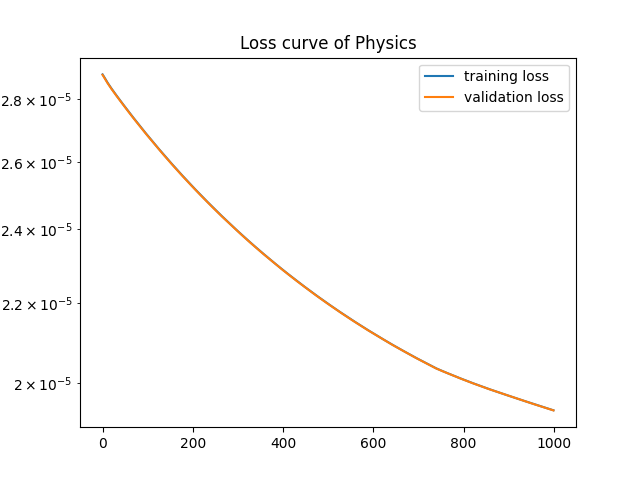 Loss curve of Physics
training loss
validation loss
2.8 × 10⁻⁵
2.6 × 10⁻⁵
2.4 × 10⁻⁵
2.2 × 10⁻⁵
2 × 10⁻⁵
0 200 400 600 800 1000